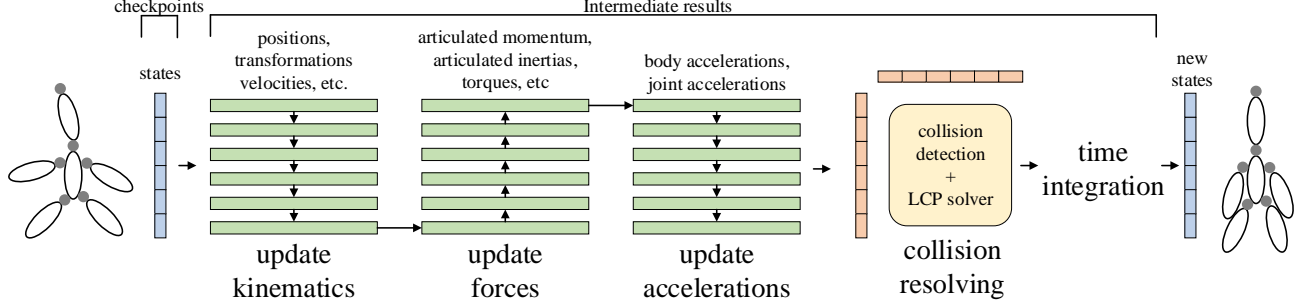 checkpoints
Intermediate results
states
positions,
transformations
velocities, etc.
articulated momentum,
articulated inertias,
torques, etc
body accelerations,
joint accelerations
new
states
collision
detection
+
LCP solver
time
integration
update
kinematics
update
forces
update
accelerations
collision
resolving